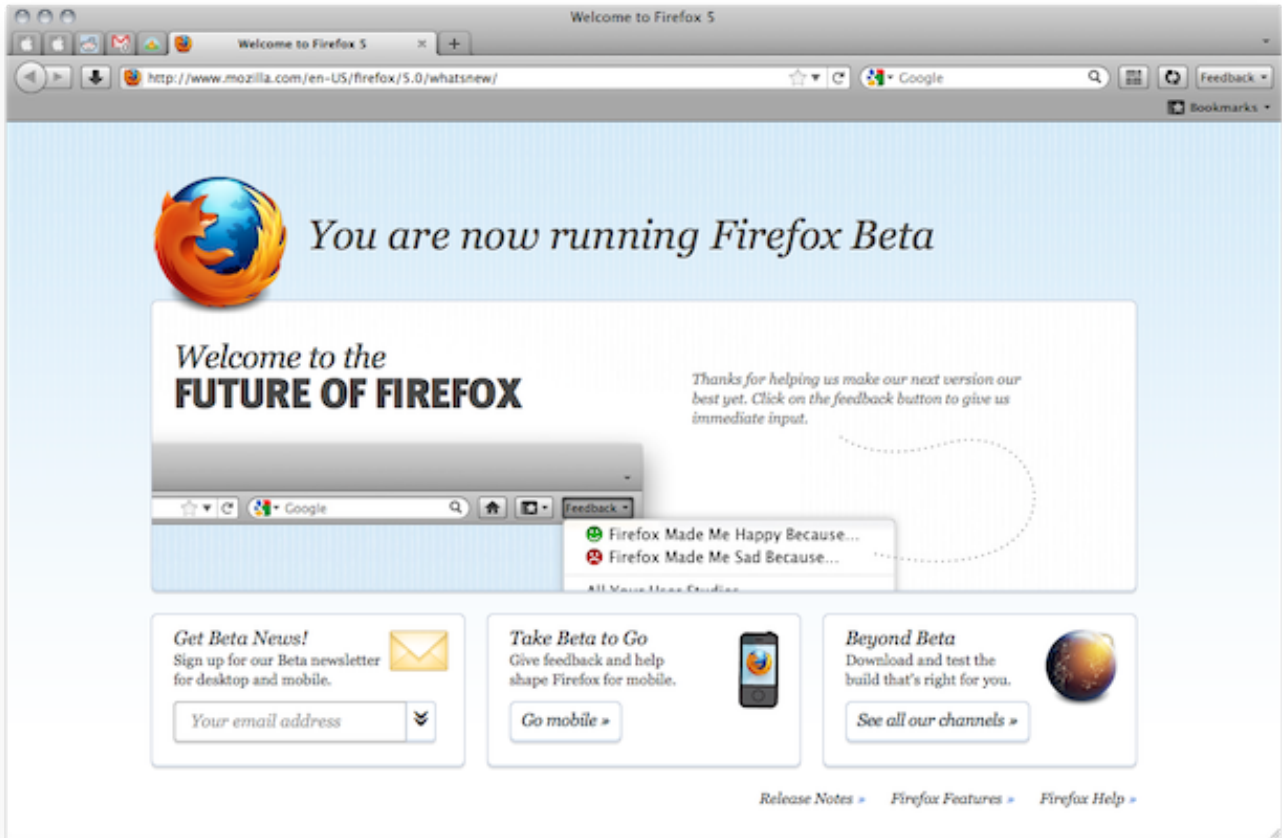 Welcome to Firefox 5
Welcome to Firefox 5
http://www.mozilla.com/en-US/firefox/5.0/whatsnew/
Google
Feedback
Bookmarks
You are now running Firefox Beta
Welcome to the
FUTURE OF FIREFOX
Thanks for helping us make our next version our
best yet. Click on the feedback button to give us
immediate input.
Google
Feedback
Firefox Made Me Happy Because...
Firefox Made Me Sad Because...
All Your User Studies
Get Beta News!
Sign up for our Beta newsletter
for desktop and mobile.
Your email address
Take Beta to Go
Give feedback and help
shape Firefox for mobile.
Go mobile »
Beyond Beta
Download and test the
build that's right for you.
See all our channels »
Release Notes » Firefox Features » Firefox Help »